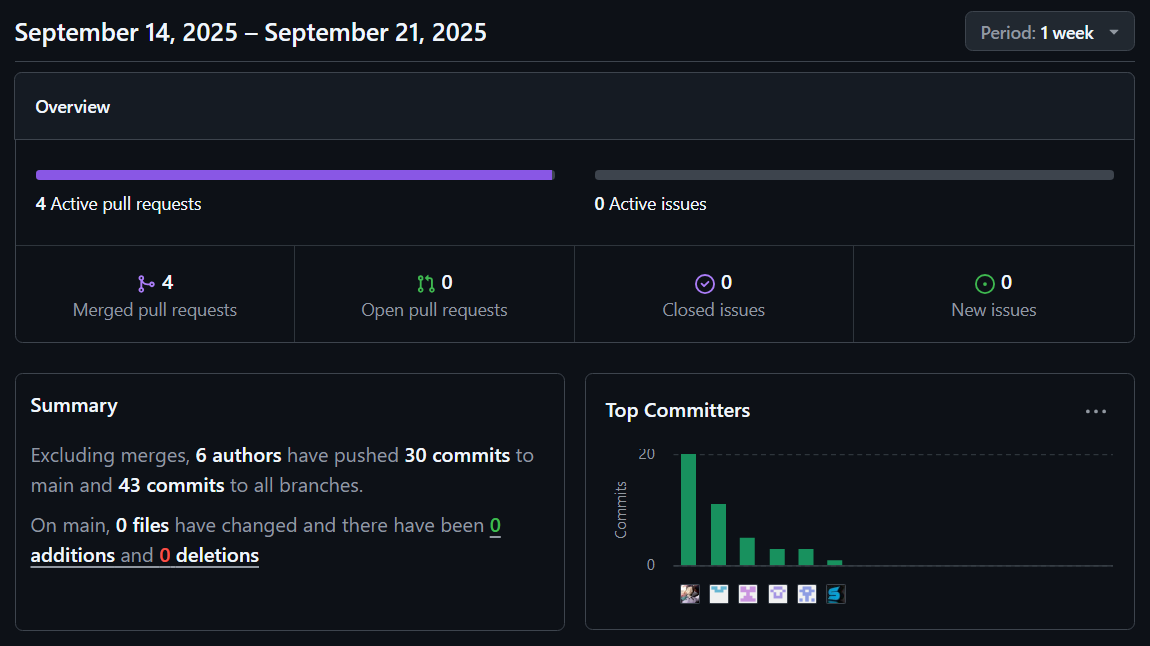 September 14, 2025 – September 21, 2025
Period: 1 week
Overview
4 Active pull requests
0 Active issues
4
Merged pull requests
0
Open pull requests
0
Closed issues
0
New issues
Summary
Excluding merges, 6 authors have pushed 30 commits to
main and 43 commits to all branches.
On main, 0 files have changed and there have been 0
additions and 0 deletions
Top Committers
20
Commits
0